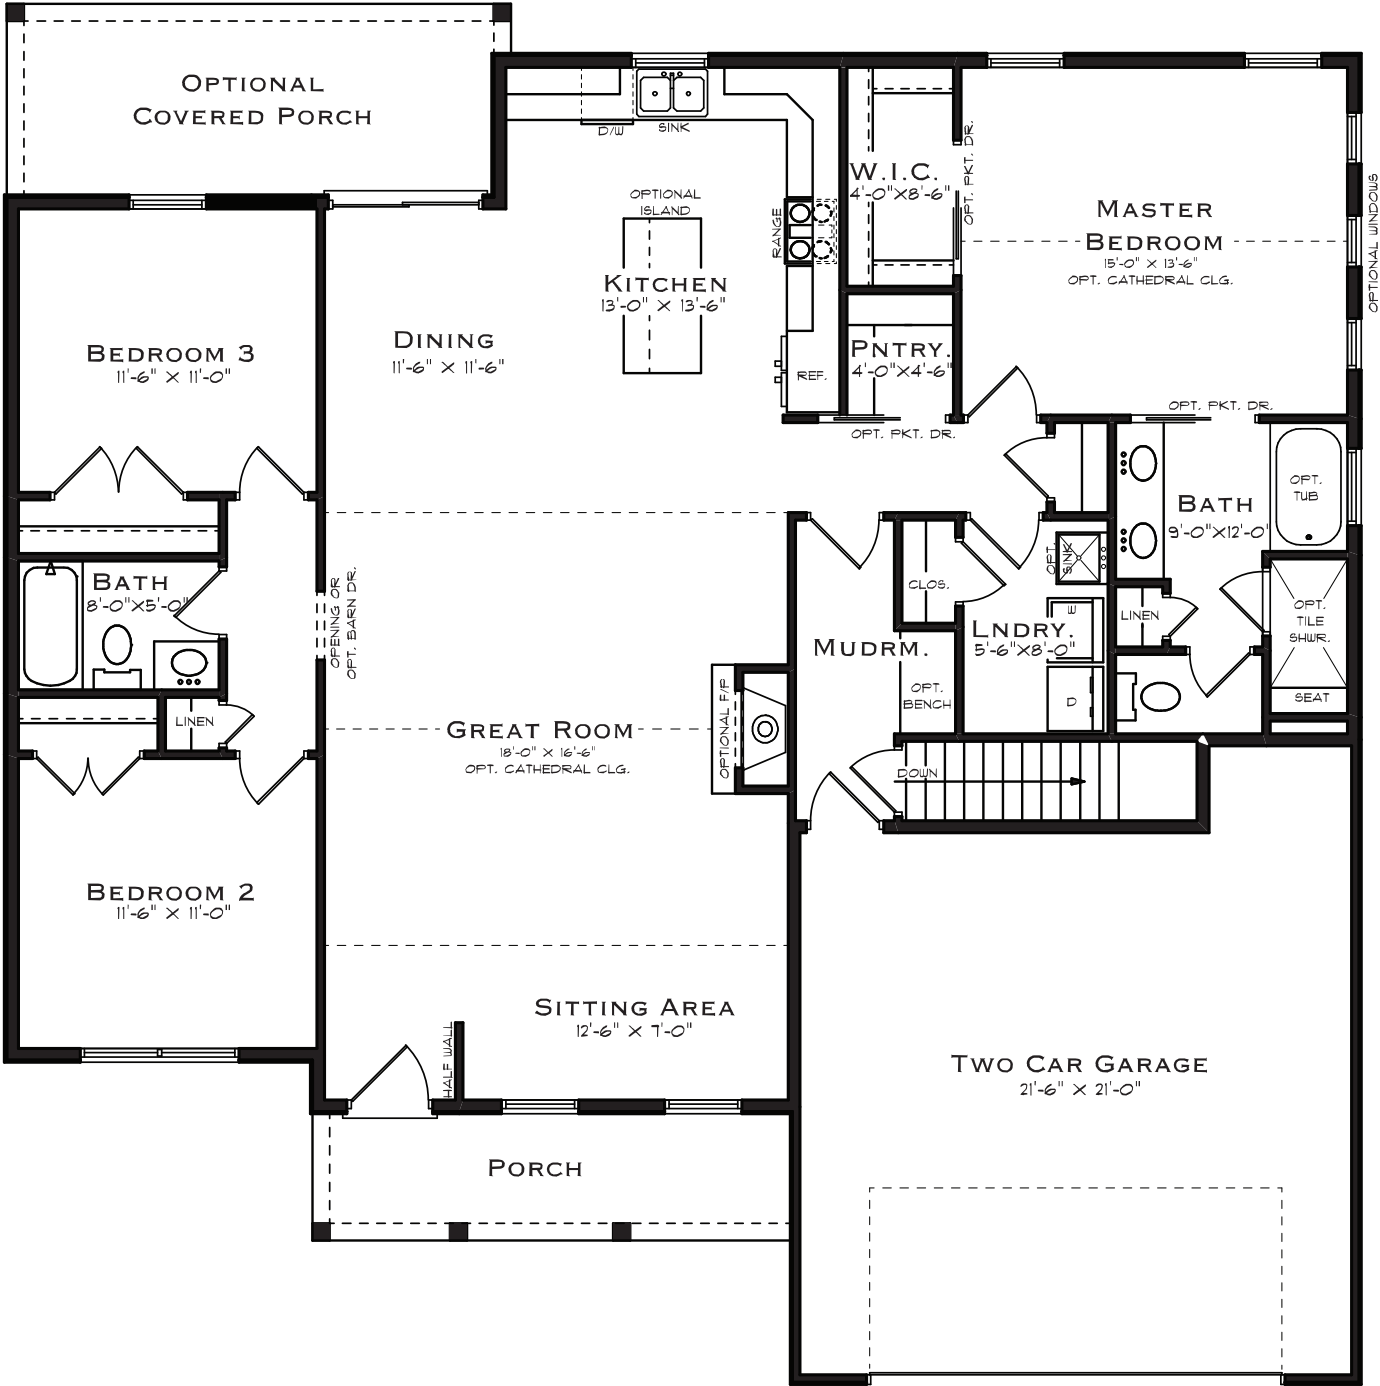 OPTIONAL
COVERED PORCH
D/W
SINK
OPTIONAL
ISLAND
RANGE
KITCHEN
13'-0" X 13'-6"
W.I.C.
4'-0"X8'-6"
OPT. PKT. DR.
MASTER
BEDROOM
15'-0" X 13'-6"
OPT. CATHEDRAL CLG.
OPTIONAL WINDOWS
BEDROOM 3
11'-6" X 11'-0"
DINING
11'-6" X 11'-6"
REF.
PNTRY.
4'-0"X4'-6"
OPT. PKT. DR.
OPT. PKT. DR.
BATH
9'-0"X12'-0"
OPT.
TUB
BATH
8'-0"X5'-0"
OPENING OR
OPT. BARN DR.
CLOS.
OPT.
SINK
W
LNDRY.
5'-6"X8'-0"
D
LINEN
OPT.
TILE
SHWR.
SEAT
MUDRM.
OPT.
BENCH
LINEN
GREAT ROOM
18'-0" X 16'-6"
OPT. CATHEDRAL CLG.
OPTIONAL F/P
DOWN
BEDROOM 2
11'-6" X 11'-0"
SITTING AREA
12'-6" X 7'-0"
HALF WALL
TWO CAR GARAGE
21'-6" X 21'-0"
PORCH